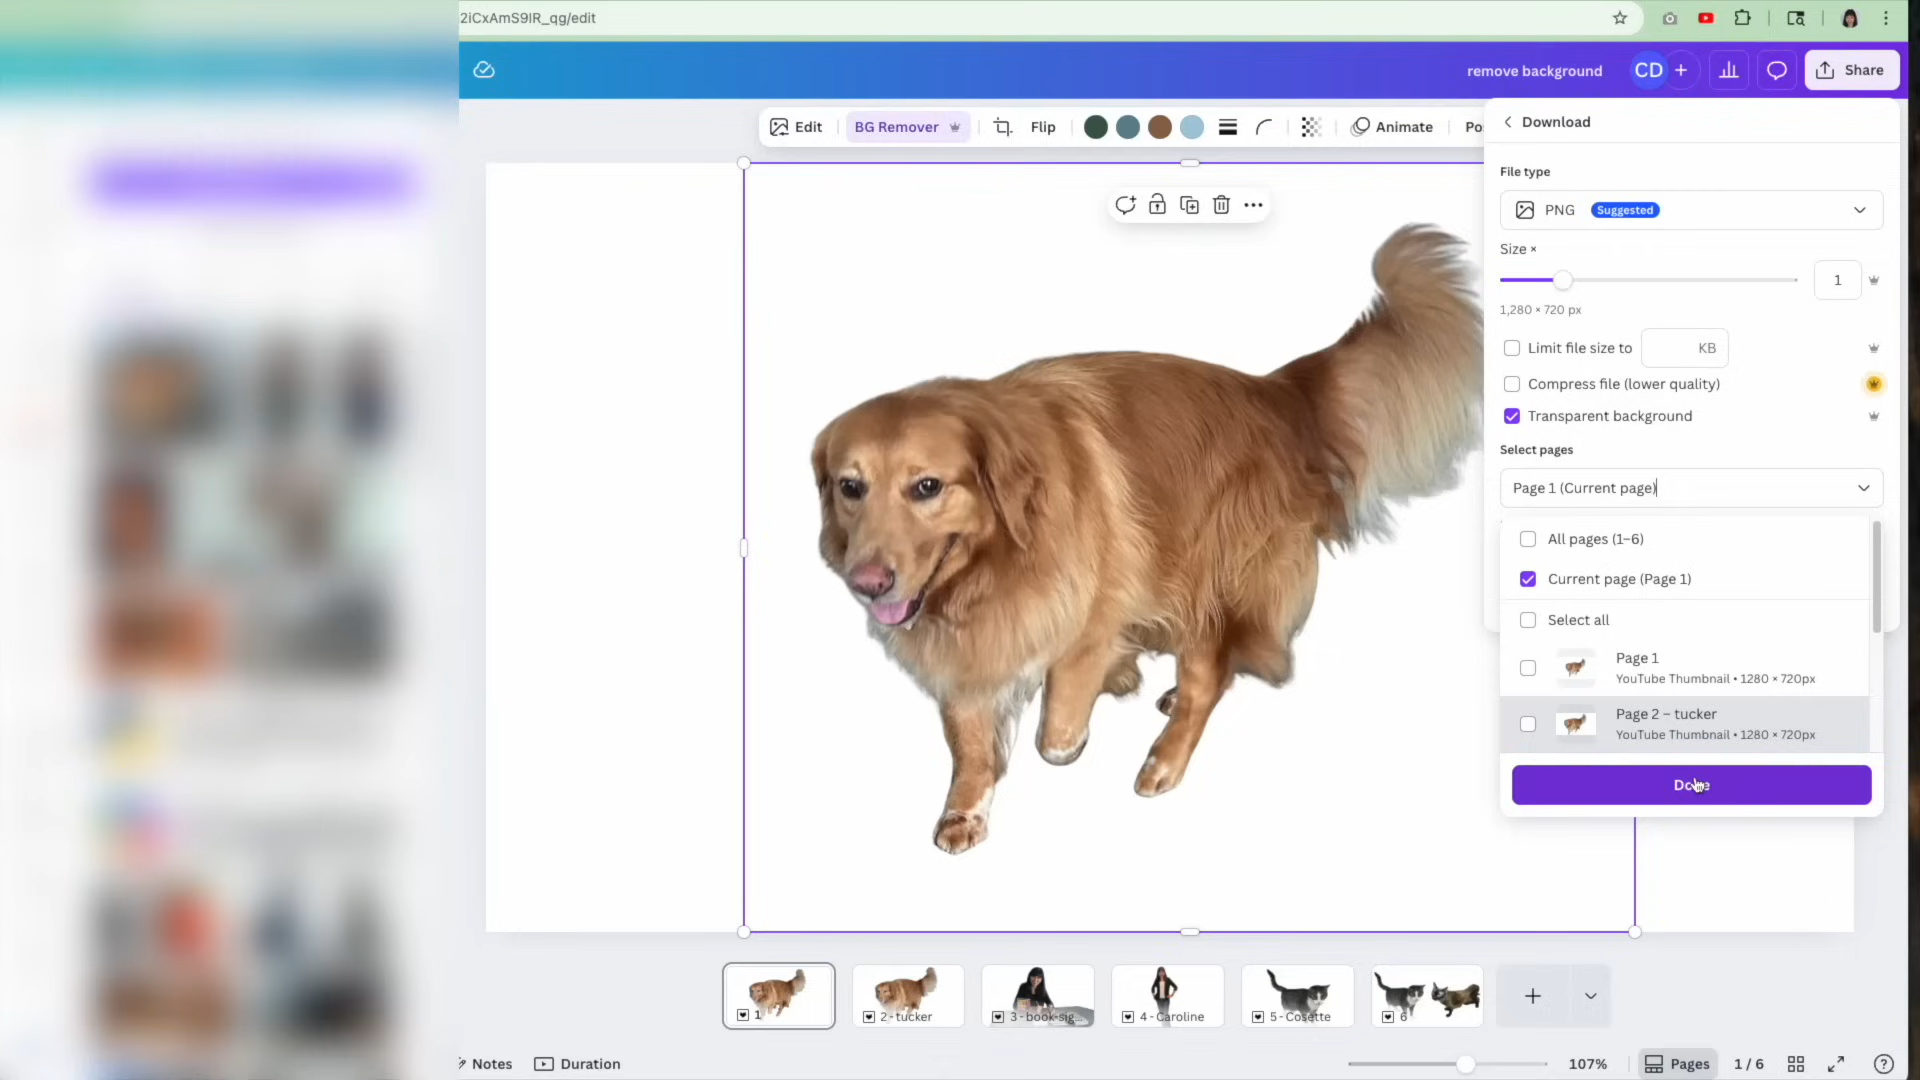 2iCxAmS9IR_qg/edit
remove background
CD
Share
Edit
BG Remover
Flip
Animate
Po
Download
File type
PNG
Suggested
Size ×
1
1,280 × 720 px
Limit file size to
KB
Compress file (lower quality)
Transparent background
Select pages
Page 1 (Current page)
All pages (1–6)
Current page (Page 1)
Select all
Page 1
YouTube Thumbnail • 1280 × 720px
Page 2 – tucker
YouTube Thumbnail • 1280 × 720px
Done
1
2 - tucker
3 - book-sig...
4 - Caroline
5 - Cosette
6
Notes
Duration
107%
Pages
1 / 6